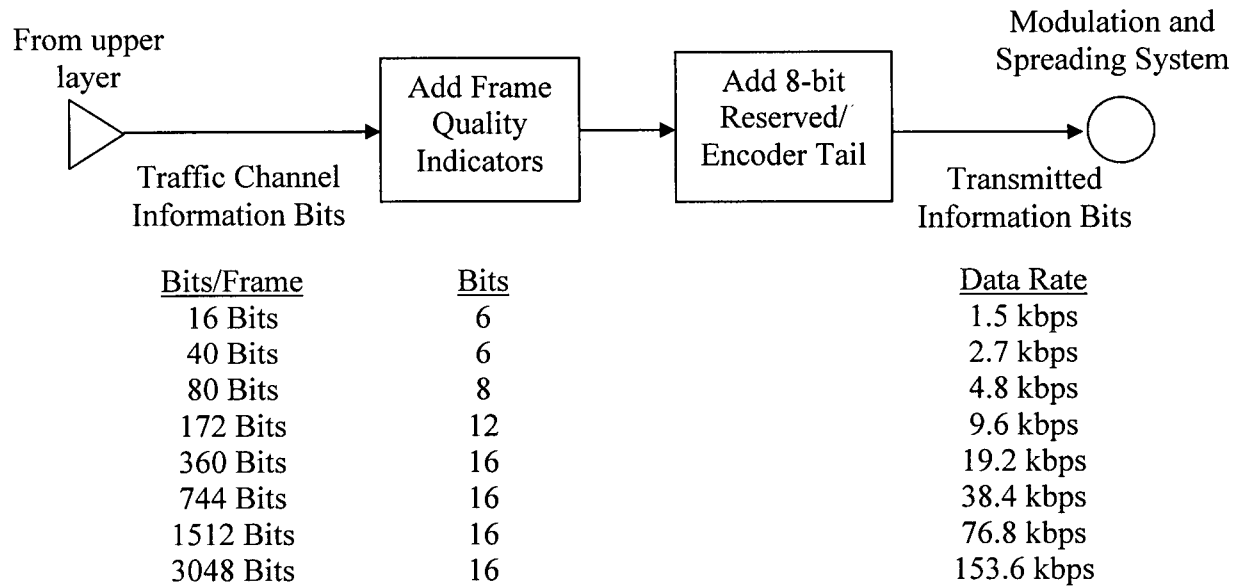 From upper
layer
Add Frame
Quality
Indicators
Add 8-bit
Reserved/
Encoder Tail
Modulation and
Spreading System
Traffic Channel
Information Bits
Transmitted
Information Bits
Bits/Frame Bits Data Rate
16 Bits 6 1.5 kbps
40 Bits 6 2.7 kbps
80 Bits 8 4.8 kbps
172 Bits 12 9.6 kbps
360 Bits 16 19.2 kbps
744 Bits 16 38.4 kbps
1512 Bits 16 76.8 kbps
3048 Bits 16 153.6 kbps